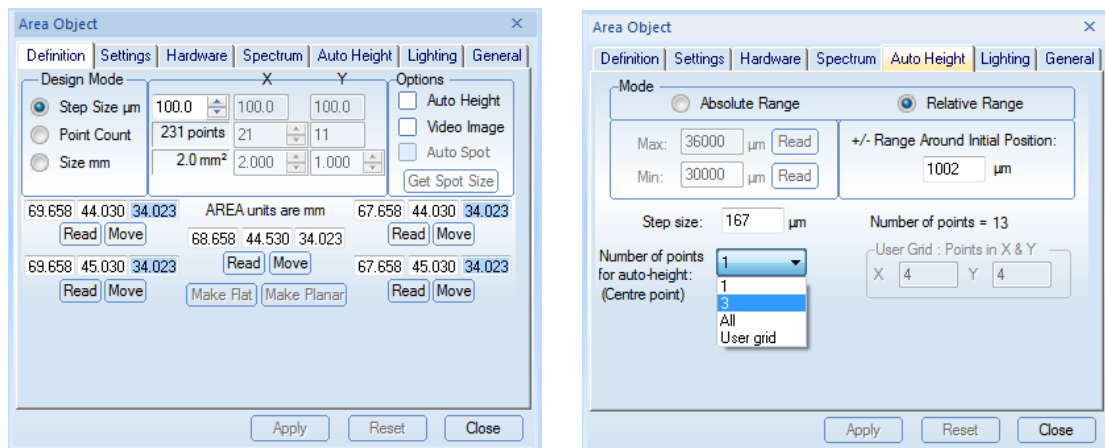 Area Object
Definition Settings Hardware Spectrum Auto Height Lighting General
Design Mode X Y Options
Step Size µm 100.0 100.0 100.0 Auto Height
Point Count 231 points 21 11 Video Image
Size mm 2.0 mm² 2.000 1.000 Auto Spot
Get Spot Size
69.658 44.030 34.023 AREA units are mm 67.658 44.030 34.023
Read Move 68.658 44.530 34.023 Read Move
69.658 45.030 34.023 Read Move 67.658 45.030 34.023
Read Move Make Flat Make Planar Read Move
Apply Reset Close
Area Object
Definition Settings Hardware Spectrum Auto Height Lighting General
Mode
Absolute Range Relative Range
Max: 36000 µm Read +/- Range Around Initial Position:
Min: 30000 µm Read 1002 µm
Step size: 167 µm Number of points = 13
Number of points
for auto-height:
(Centre point)
1
1
3
All
User grid
User Grid : Points in X & Y
X 4 Y 4
Apply Reset Close